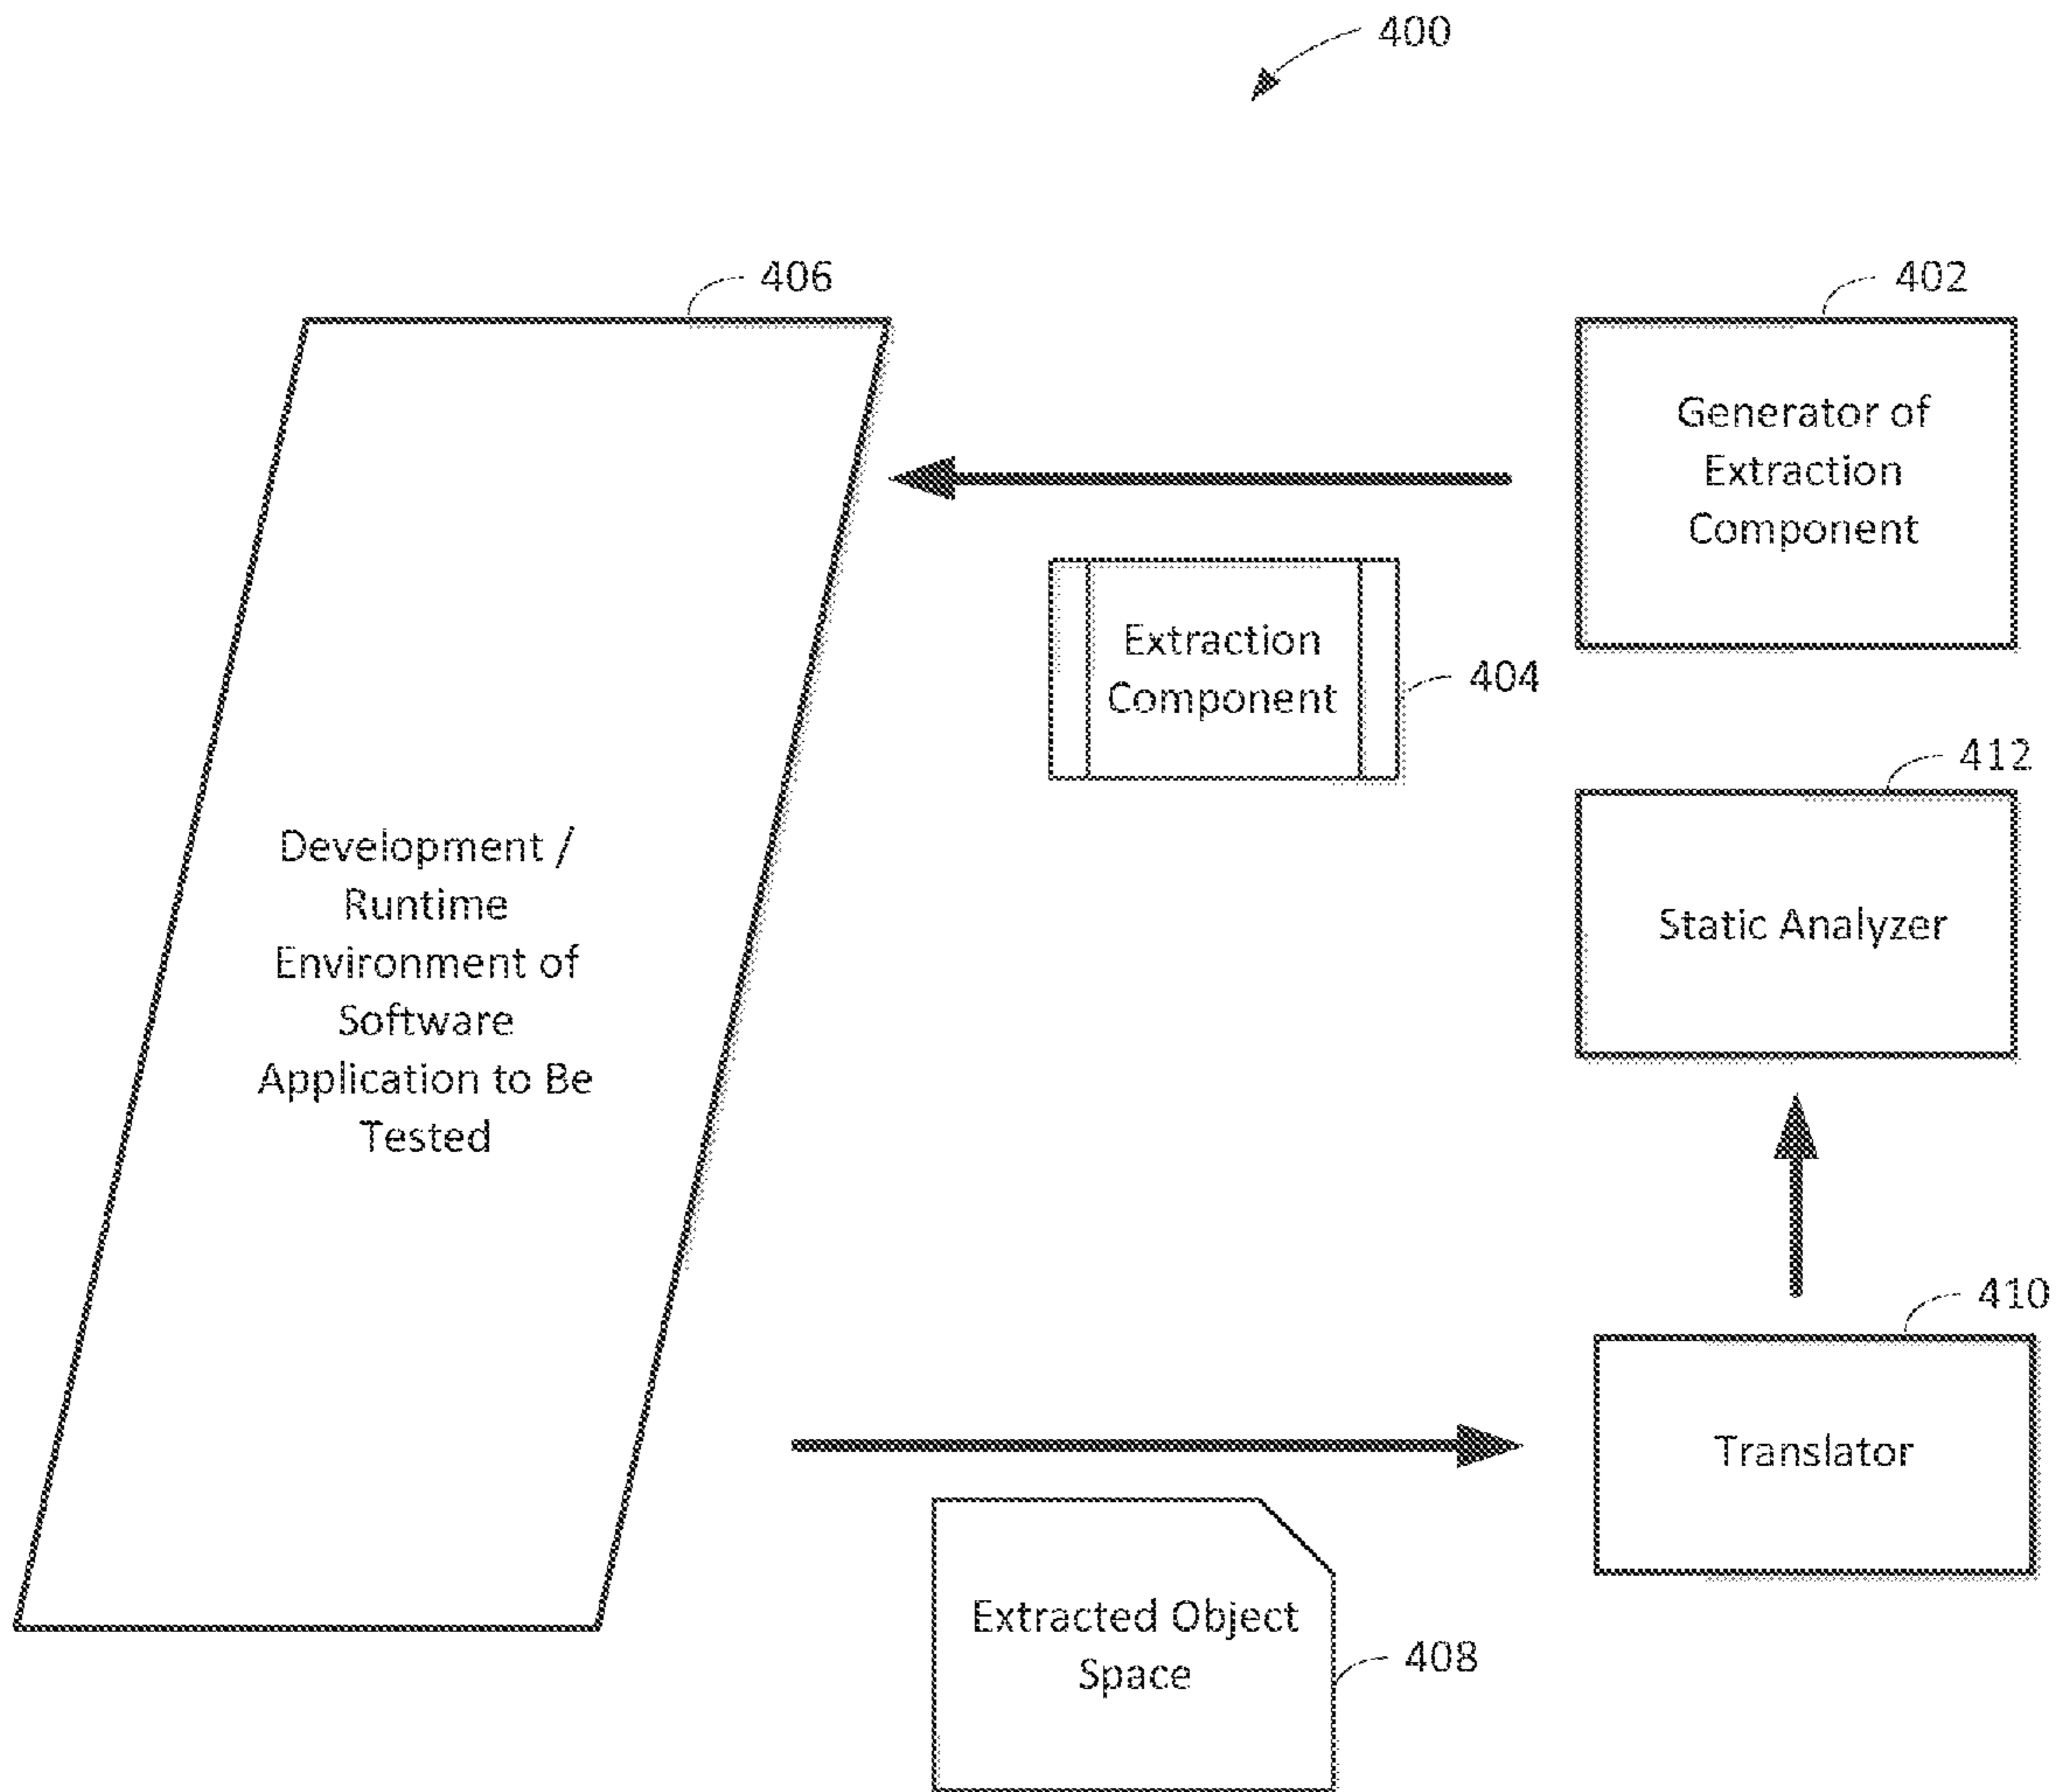 400
406
402
Generator of
Extraction
Component
Extraction
Component
404
412
Static Analyzer
Development /
Runtime
Environment of
Software
Application to Be
Tested
410
Translator
Extracted Object
Space
408